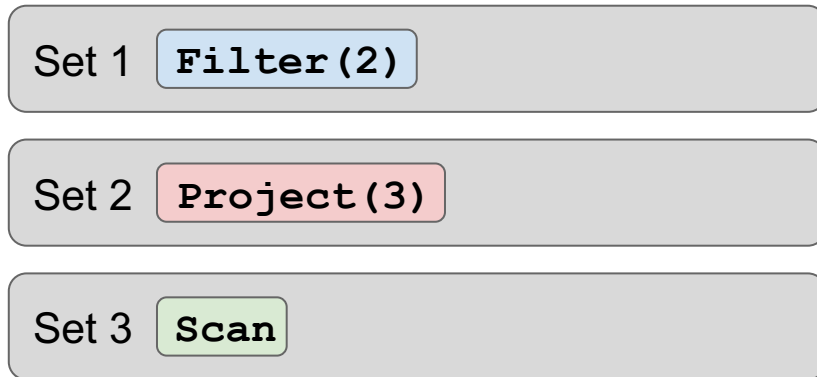 Set 1 Filter(2)
Set 2 Project(3)
Set 3 Scan